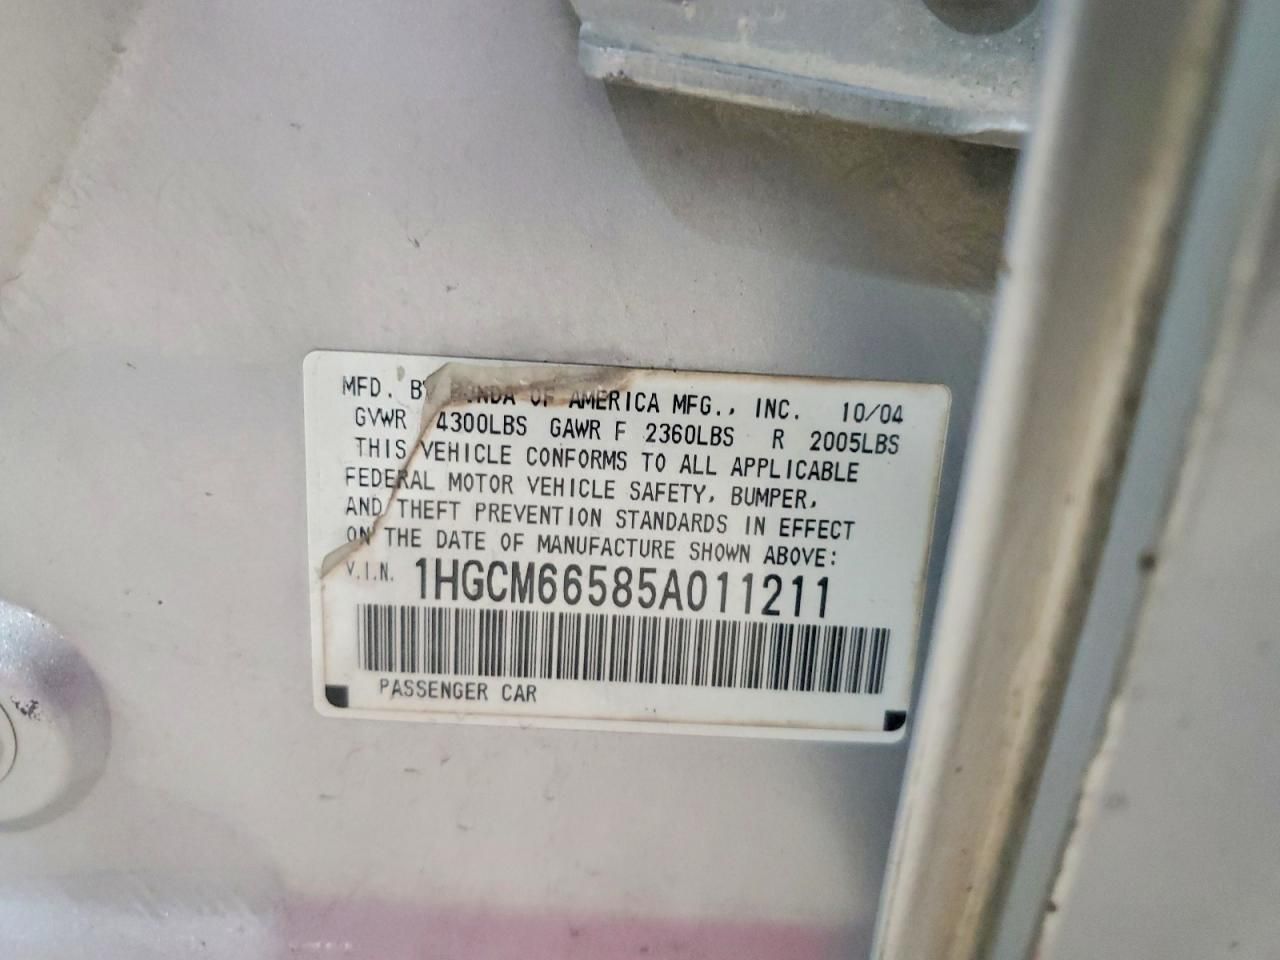 MFD. BY HONDA OF AMERICA MFG., INC. 10/04
GVWR 4300LBS GAWR F 2360LBS R 2005LBS
THIS VEHICLE CONFORMS TO ALL APPLICABLE
FEDERAL MOTOR VEHICLE SAFETY, BUMPER,
AND THEFT PREVENTION STANDARDS IN EFFECT
ON THE DATE OF MANUFACTURE SHOWN ABOVE:
V.I.N. 1HGCM66585A011211
PASSENGER CAR